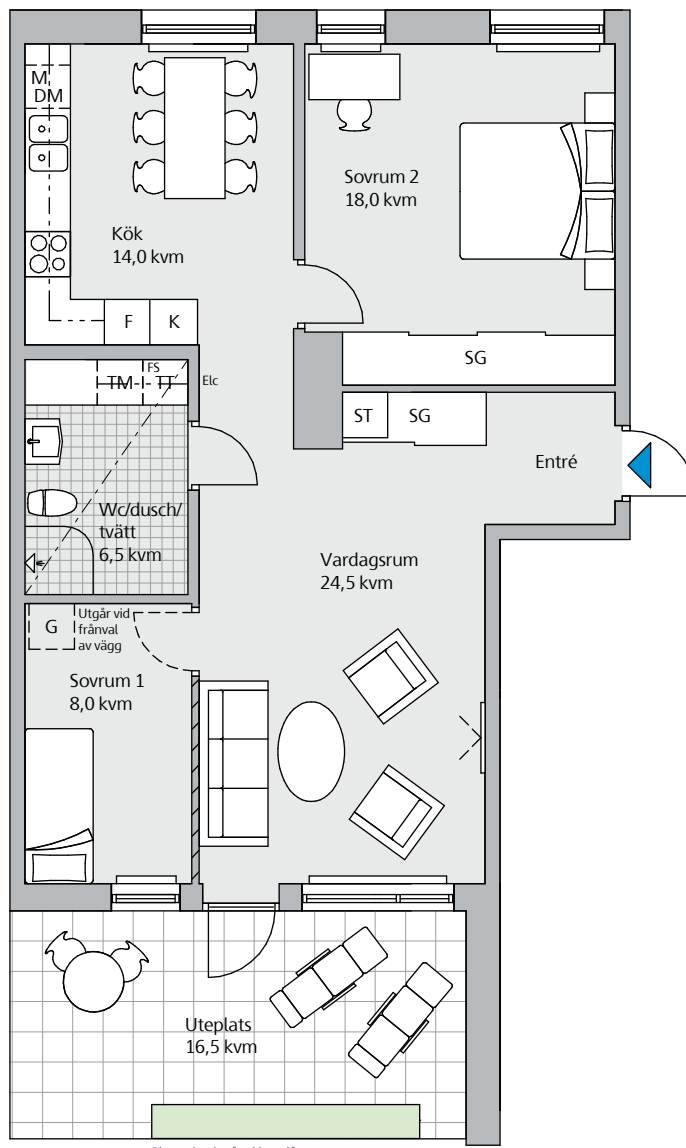 M
DM
Sovrum 2
18,0 kvm
Kök
14,0 kvm
F
K
SG
FS
TM
TT
Elc
ST
SG
Entré
Wc/dusch/
tvätt
6,5 kvm
Vardagsrum
24,5 kvm
G
Utgår vid
frånval
av vägg
Sovrum 1
8,0 kvm
Uteplats
16,5 kvm